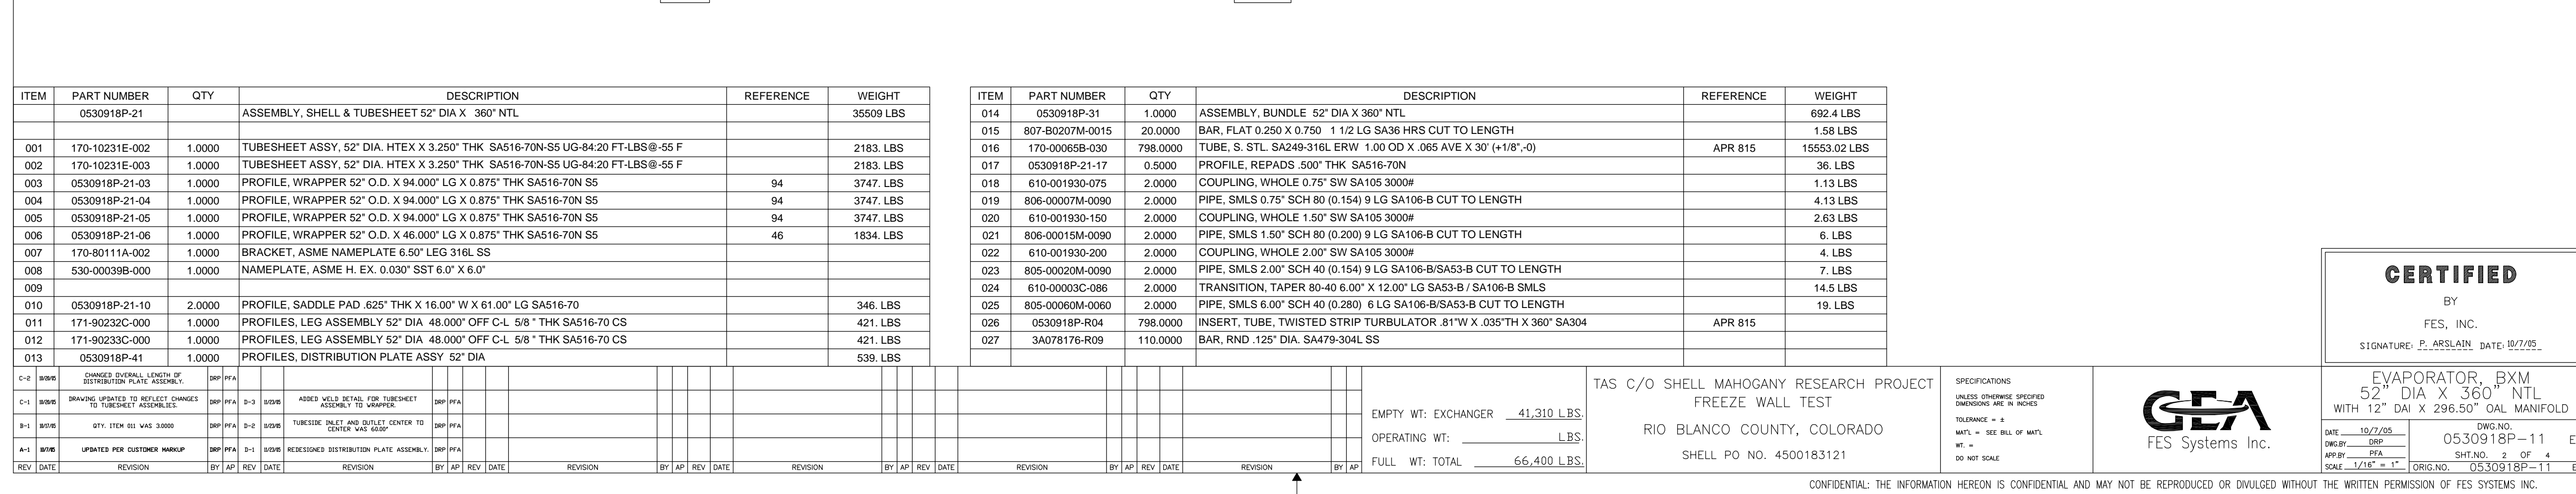 ITEM PART NUMBER QTY DESCRIPTION REFERENCE WEIGHT
0530918P-21 ASSEMBLY, SHELL & TUBESHEET 52" DIA X 360" NTL 35509 LBS
001 170-10231E-002 1.0000 TUBESHEET ASSY, 52" DIA. HTEX X 3.250" THK SA516-70N-S5 UG-84:20 FT-LBS@-55 F 2183. LBS
002 170-10231E-003 1.0000 TUBESHEET ASSY, 52" DIA. HTEX X 3.250" THK SA516-70N-S5 UG-84:20 FT-LBS@-55 F 2183. LBS
003 0530918P-21-03 1.0000 PROFILE, WRAPPER 52" O.D. X 94.000" LG X 0.875" THK SA516-70N S5 94 3747. LBS
004 0530918P-21-04 1.0000 PROFILE, WRAPPER 52" O.D. X 94.000" LG X 0.875" THK SA516-70N S5 94 3747. LBS
005 0530918P-21-05 1.0000 PROFILE, WRAPPER 52" O.D. X 94.000" LG X 0.875" THK SA516-70N S5 94 3747. LBS
006 0530918P-21-06 1.0000 PROFILE, WRAPPER 52" O.D. X 46.000" LG X 0.875" THK SA516-70N S5 46 1834. LBS
007 170-80111A-002 1.0000 BRACKET, ASME NAMEPLATE 6.50" LEG 316L SS
008 530-00039B-000 1.0000 NAMEPLATE, ASME H. EX. 0.030" SST 6.0" X 6.0"
009
010 0530918P-21-10 2.0000 PROFILE, SADDLE PAD .625" THK X 16.00" W X 61.00" LG SA516-70 346. LBS
011 171-90232C-000 1.0000 PROFILES, LEG ASSEMBLY 52" DIA 48.000" OFF C-L 5/8 " THK SA516-70 CS 421. LBS
012 171-90233C-000 1.0000 PROFILES, LEG ASSEMBLY 52" DIA 48.000" OFF C-L 5/8 " THK SA516-70 CS 421. LBS
013 0530918P-41 1.0000 PROFILES, DISTRIBUTION PLATE ASSY 52" DIA 539. LBS
ITEM PART NUMBER QTY DESCRIPTION REFERENCE WEIGHT
014 0530918P-31 1.0000 ASSEMBLY, BUNDLE 52" DIA X 360" NTL 692.4 LBS
015 807-B0207M-0015 20.0000 BAR, FLAT 0.250 X 0.750 1 1/2 LG SA36 HRS CUT TO LENGTH 1.58 LBS
016 170-00065B-030 798.0000 TUBE, S. STL. SA249-316L ERW 1.00 OD X .065 AVE X 30' (+1/8",-0) APR 815 15553.02 LBS
017 0530918P-21-17 0.5000 PROFILE, REPADS .500" THK SA516-70N 36. LBS
018 610-001930-075 2.0000 COUPLING, WHOLE 0.75" SW SA105 3000# 1.13 LBS
019 806-00007M-0090 2.0000 PIPE, SMLS 0.75" SCH 80 (0.154) 9 LG SA106-B CUT TO LENGTH 4.13 LBS
020 610-001930-150 2.0000 COUPLING, WHOLE 1.50" SW SA105 3000# 2.63 LBS
021 806-00015M-0090 2.0000 PIPE, SMLS 1.50" SCH 80 (0.200) 9 LG SA106-B CUT TO LENGTH 6. LBS
022 610-001930-200 2.0000 COUPLING, WHOLE 2.00" SW SA105 3000# 4. LBS
023 805-00020M-0090 2.0000 PIPE, SMLS 2.00" SCH 40 (0.154) 9 LG SA106-B/SA53-B CUT TO LENGTH 7. LBS
024 610-00003C-086 2.0000 TRANSITION, TAPER 80-40 6.00" X 12.00" LG SA53-B / SA106-B SMLS 14.5 LBS
025 805-00060M-0060 2.0000 PIPE, SMLS 6.00" SCH 40 (0.280) 6 LG SA106-B/SA53-B CUT TO LENGTH 19. LBS
026 0530918P-R04 798.0000 INSERT, TUBE, TWISTED STRIP TURBULATOR .81"W X .035"TH X 360" SA304 APR 815
027 3A078176-R09 110.0000 BAR, RND .125" DIA. SA479-304L SS
CERTIFIED
BY
FES, INC.
SIGNATURE: P. ARSLAIN DATE: 10/7/05
C-2 10/20/05 CHANGED OVERALL LENGTH OF
DISTRIBUTION PLATE ASSEMBLY. DRP PFA
C-1 10/20/05 DRAWING UPDATED TO REFLECT CHANGES
TO TUBESHEET ASSEMBLIES. DRP PFA
D-3 11/23/05 ADDED WELD DETAIL FOR TUBESHEET
ASSEMBLY TO WRAPPER. DRP PFA
B-1 10/17/05 QTY. ITEM 011 WAS 3.0000 DRP PFA
D-2 11/23/05 TUBESIDE INLET AND OUTLET CENTER TO
CENTER WAS 60.00" DRP PFA
A-1 10/7/05 UPDATED PER CUSTOMER MARKUP DRP PFA
D-1 11/23/05 REDESIGNED DISTRIBUTION PLATE ASSEMBLY. DRP PFA
REV DATE REVISION BY AP REV DATE REVISION BY AP REV DATE REVISION BY AP REV DATE REVISION BY AP REV DATE REVISION BY AP REV DATE REVISION BY AP
EMPTY WT: EXCHANGER 41,310 LBS.
OPERATING WT: LBS.
FULL WT: TOTAL 66,400 LBS.
TAS C/O SHELL MAHOGANY RESEARCH PROJECT
FREEZE WALL TEST
RIO BLANCO COUNTY, COLORADO
SHELL PO NO. 4500183121
SPECIFICATIONS
UNLESS OTHERWISE SPECIFIED
DIMENSIONS ARE IN INCHES
TOLERANCE = ±
MAT'L = SEE BILL OF MAT'L
WT. =
DO NOT SCALE
GEA
FES Systems Inc.
EVAPORATOR, BXM
52" DIA X 360" NTL
WITH 12" DAI X 296.50" OAL MANIFOLD
DATE 10/7/05
DWG.BY DRP
APP.BY PFA
SCALE 1/16" = 1"
DWG.NO.
0530918P-11 E
SHT.NO. 2 OF 4
ORIG.NO. 0530918P-11 E
CONFIDENTIAL: THE INFORMATION HEREON IS CONFIDENTIAL AND MAY NOT BE REPRODUCED OR DIVULGED WITHOUT THE WRITTEN PERMISSION OF FES SYSTEMS INC.